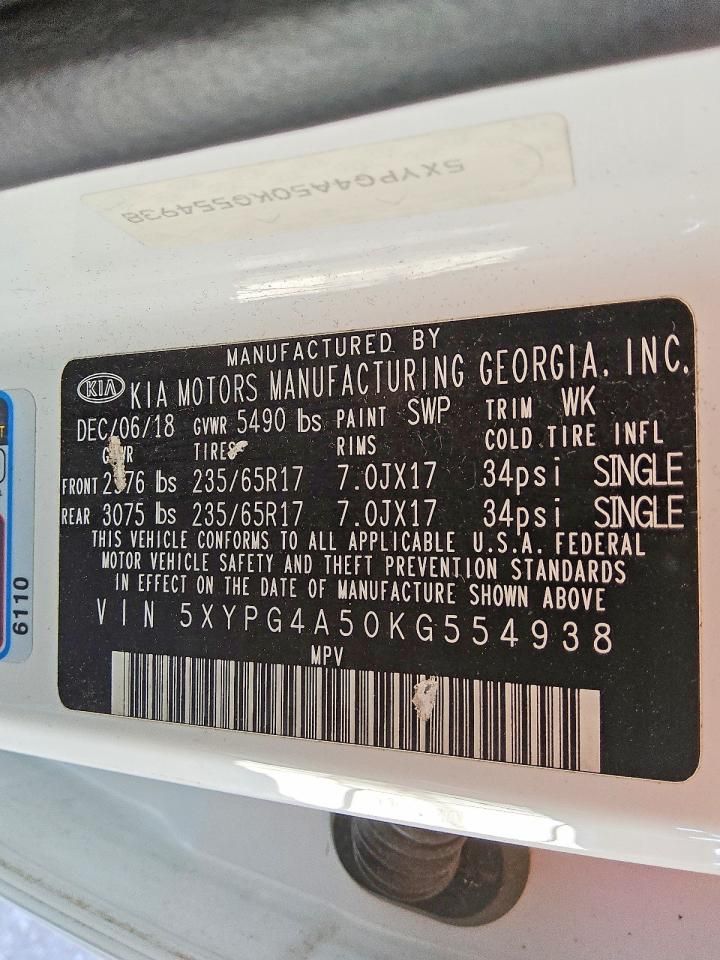 5XYPG4A50KG554938
MANUFACTURED BY
KIA KIA MOTORS MANUFACTURING GEORGIA, INC.
DEC/06/18 GVWR 5490 lbs PAINT SWP TRIM WK
TIRES RIMS COLD TIRE INFL
FRONT lbs 235/65R17 7.0JX17 34psi SINGLE
REAR 3075 lbs 235/65R17 7.0JX17 34psi SINGLE
THIS VEHICLE CONFORMS TO ALL APPLICABLE U.S.A. FEDERAL
MOTOR VEHICLE SAFETY AND THEFT PREVENTION STANDARDS
IN EFFECT ON THE DATE OF MANUFACTURE SHOWN ABOVE
VIN 5XYPG4A50KG554938
MPV
6110